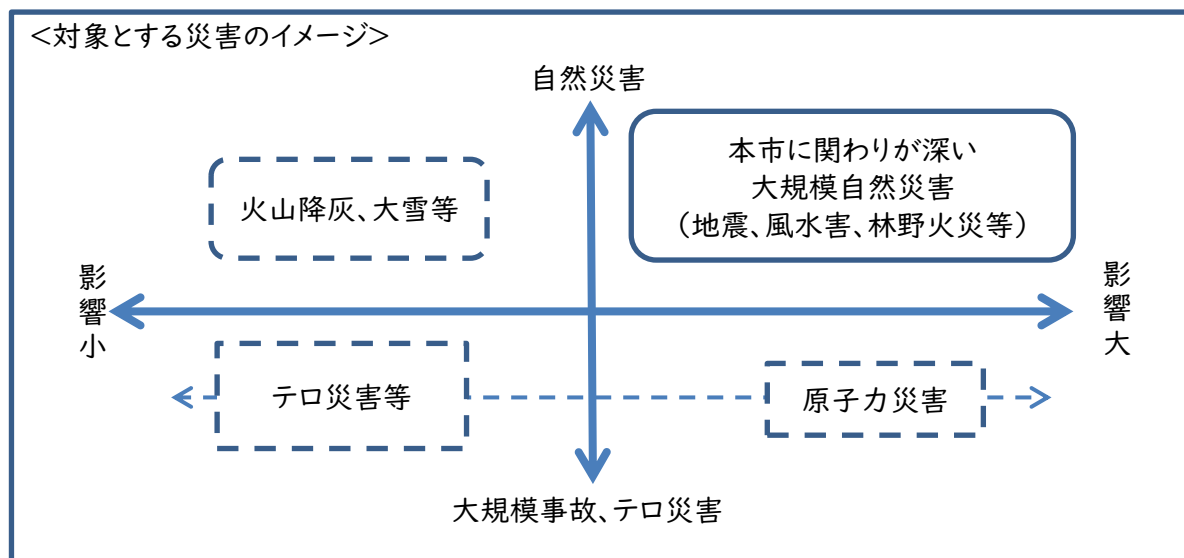 <対象とする災害のイメージ>
自然災害
本市に関わりが深い
大規模自然災害
(地震、風水害、林野火災等)
火山降灰、大雪等
影響小
影響大
テロ災害等
原子力災害
大規模事故、テロ災害